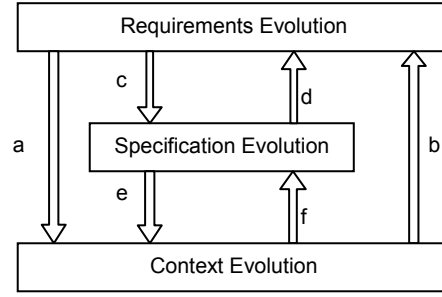 Requirements Evolution
c
d
a
Specification Evolution
b
e
f
Context Evolution